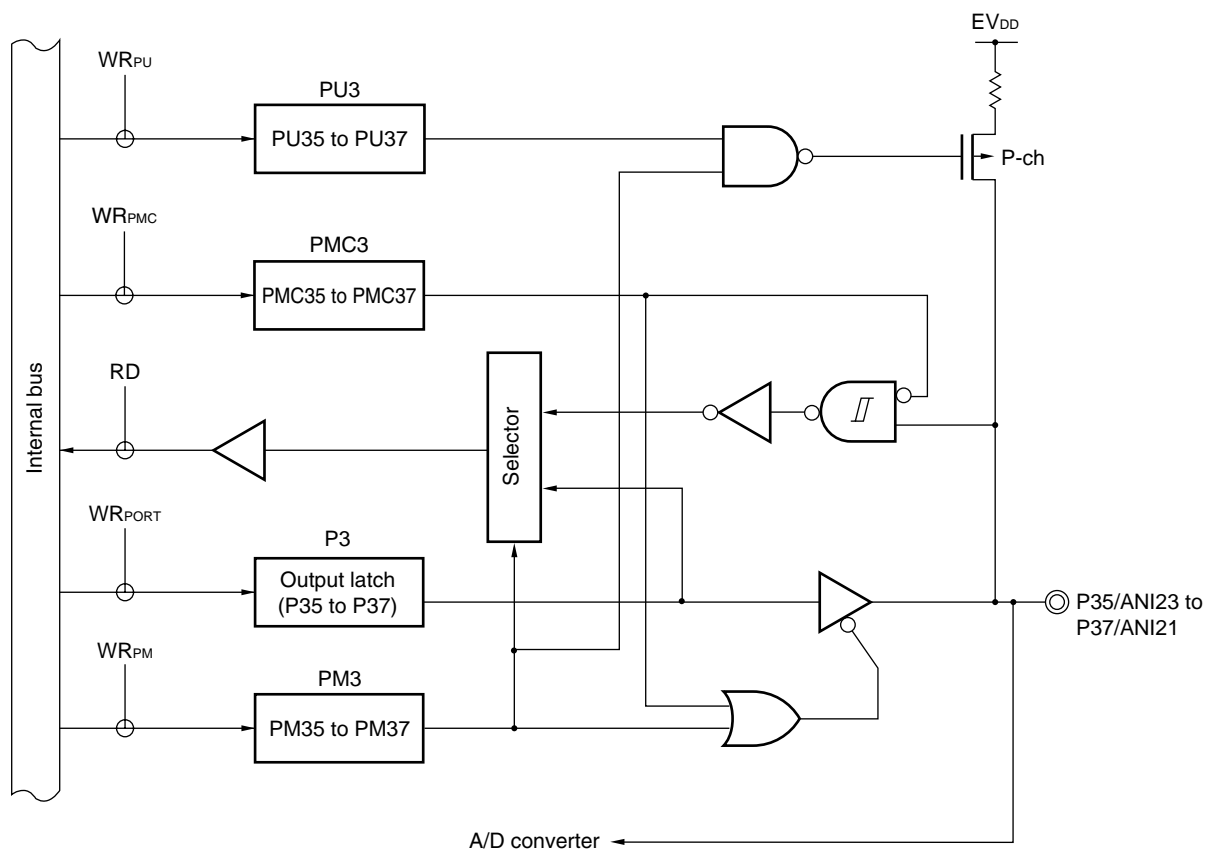 EVDD
WRPU
PU3
PU35 to PU37
P-ch
WRPMC
PMC3
PMC35 to PMC37
Internal bus
RD
Selector
WRPORT
P3
Output latch
(P35 to P37)
P35/ANI23 to
P37/ANI21
WRPM
PM3
PM35 to PM37
A/D converter